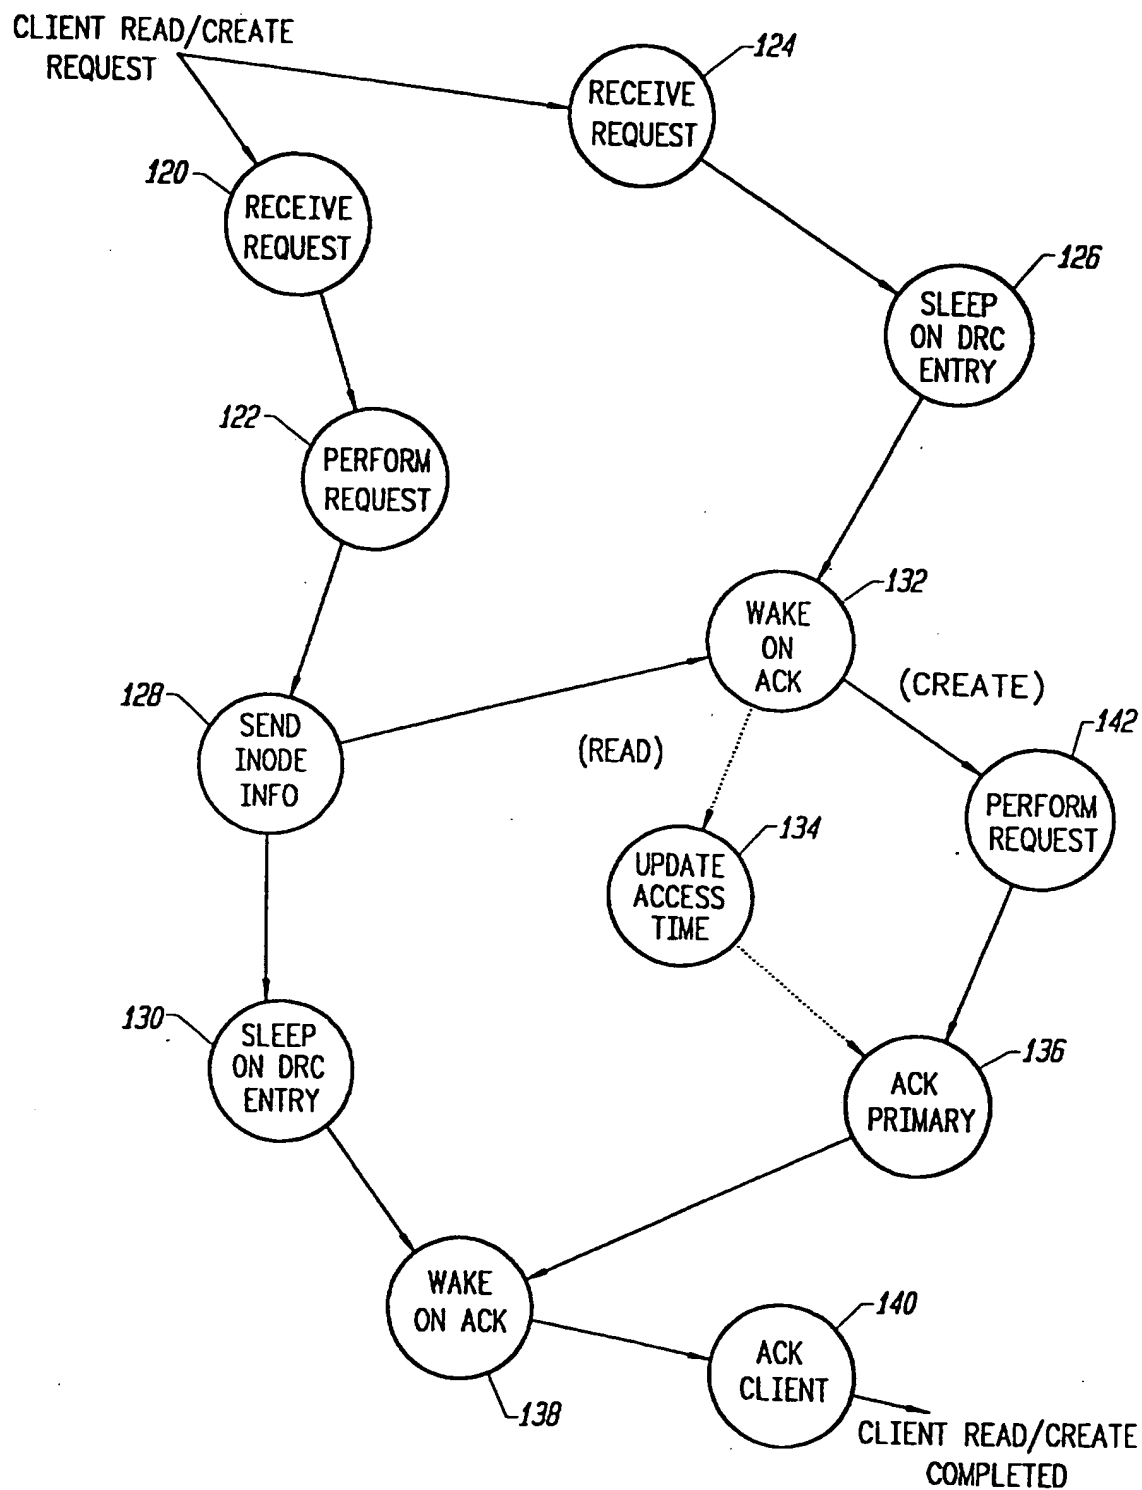 CLIENT READ/CREATE
REQUEST
124
RECEIVE
REQUEST
120
RECEIVE
REQUEST
126
SLEEP
ON DRC
ENTRY
122
PERFORM
REQUEST
132
WAKE
ON
ACK
(CREATE)
128
SEND
INODE
INFO
(READ)
142
PERFORM
REQUEST
134
UPDATE
ACCESS
TIME
130
SLEEP
ON DRC
ENTRY
136
ACK
PRIMARY
WAKE
ON ACK
138
140
ACK
CLIENT
CLIENT READ/CREATE
COMPLETED